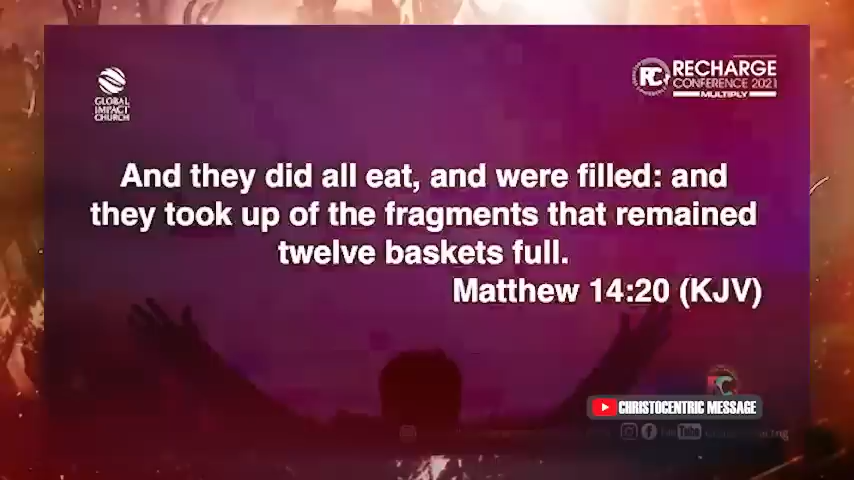 GLOBAL
IMPACT
CHURCH
RC
RECHARGE
CONFERENCE 2021
MULTIPLY
And they did all eat, and were filled: and
they took up of the fragments that remained
twelve baskets full.
Matthew 14:20 (KJV)
CHRISTOCENTRIC MESSAGE